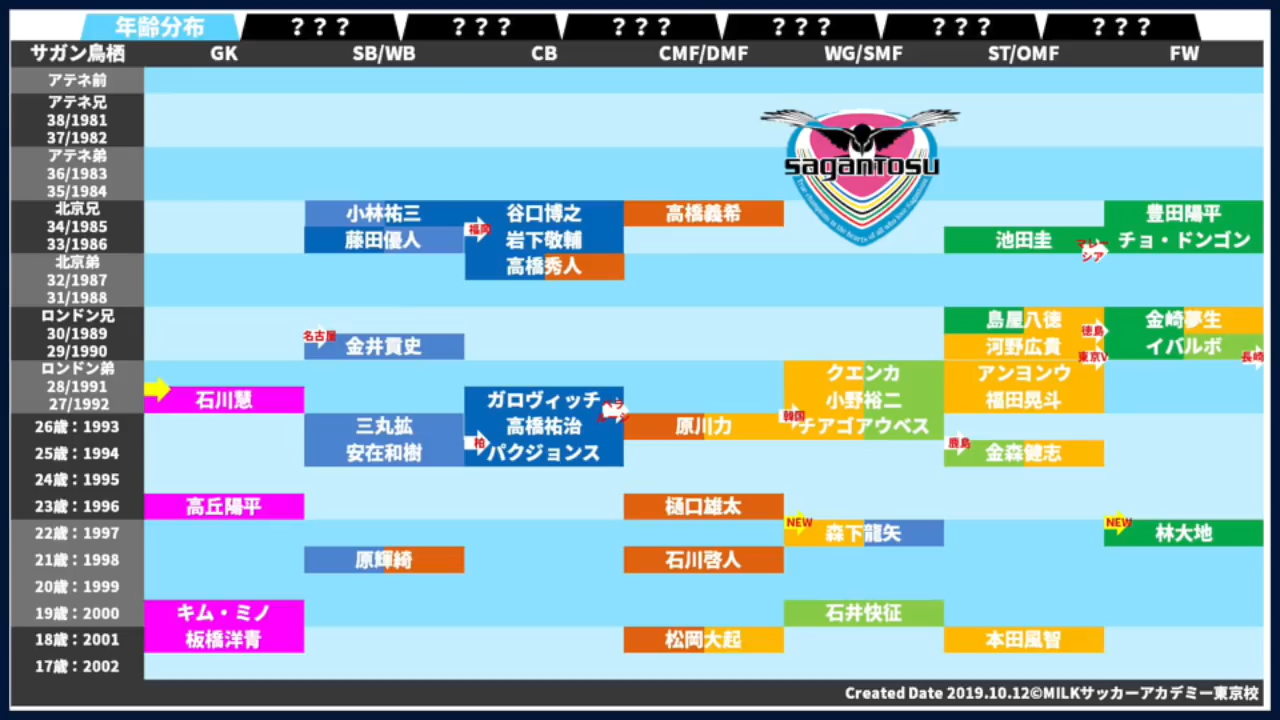 年齢分布 ? ? ? ? ? ? ? ? ? ? ? ? ? ? ? ? ? ?
サガン鳥栖 GK SB/WB CB CMF/DMF WG/SMF ST/OMF FW
アテネ前
アテネ兄
38/1981
37/1982
sagantosu
アテネ弟
36/1983
35/1984
北京兄
34/1985 小林祐三 谷口博之 高橋義希 豊田陽平
33/1986 藤田優人 福岡 岩下敬輔 池田圭 マレーシア チョ・ドンゴン
北京弟 高橋秀人
32/1987
31/1988
ロンドン兄 島屋八徳 徳島 金崎夢生
30/1989
29/1990 名古屋 金井貢史 河野広貴 東京V イバルボ 長崎
ロンドン弟 クエンカ アンヨンウ
28/1991
27/1992 石川慧 ガロヴィッチ 小野裕二 福田晃斗
26歳：1993 三丸拡 高橋祐治 原川力 韓国 チアゴアウベス
25歳：1994 安在和樹 柏 パクジョンス 鹿島 金森健志
24歳：1995
23歳：1996 高丘陽平 樋口雄太
22歳：1997 NEW 森下龍矢 NEW 林大地
21歳：1998 原輝綺 石川啓人
20歳：1999
19歳：2000 キム・ミノ 石井快征
18歳：2001 板橋洋青 松岡大起 本田風智
17歳：2002
Created Date 2019.10.12©MILKサッカーアカデミー東京校